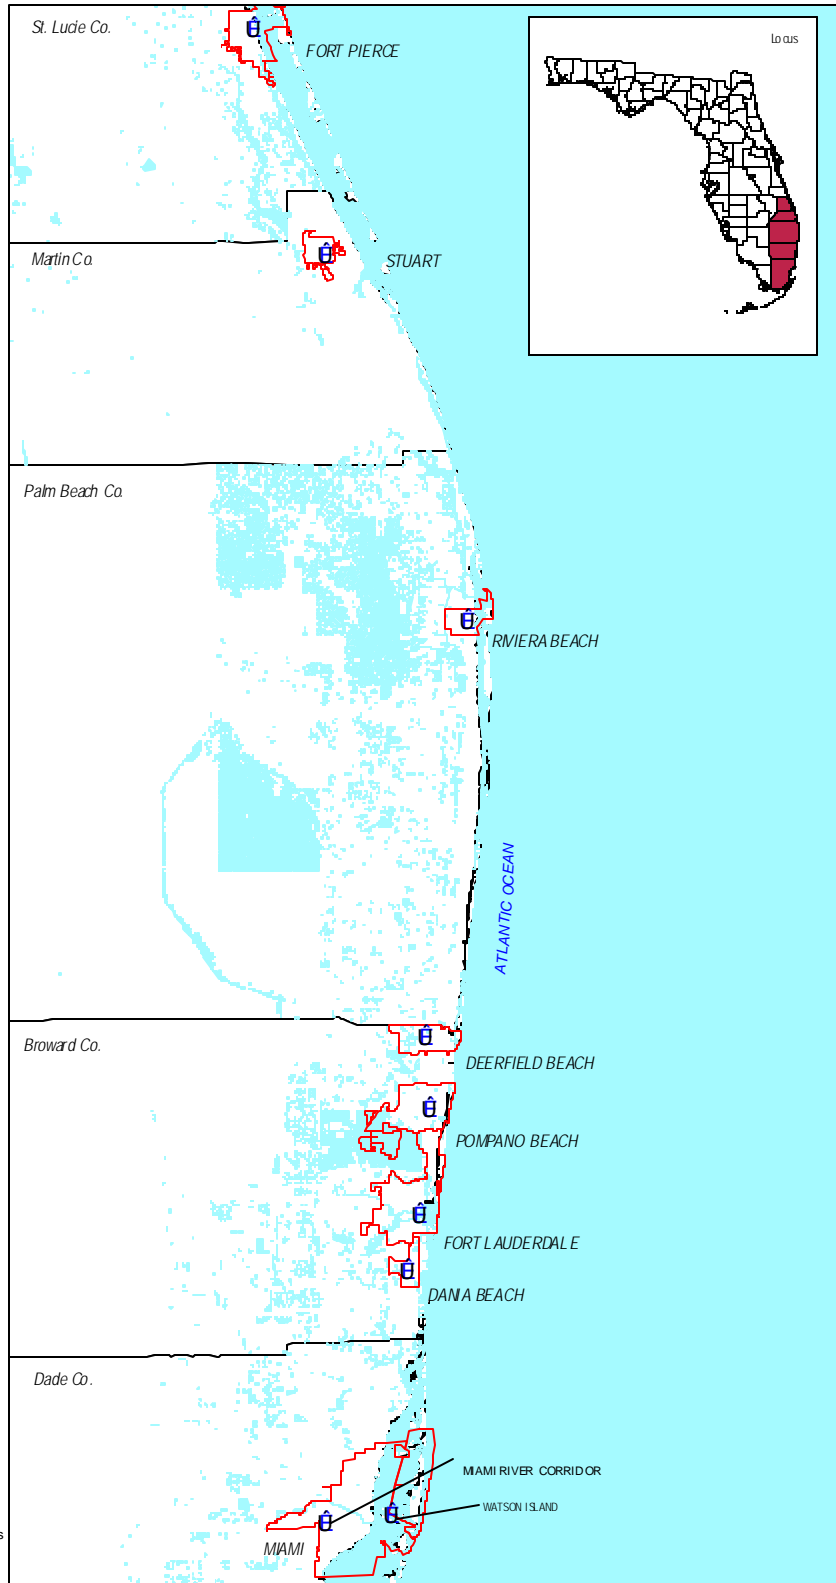 St. Lucie Co.
FORT PIERCE
Locus
Martin Co.
STUART
Palm Beach Co.
RIVIERA BEACH
ATLANTIC OCEAN
Broward Co.
DEERFIELD BEACH
POMPANO BEACH
FORT LAUDERDALE
DANIA BEACH
Dade Co.
MIAMI RIVER CORRIDOR
WATSON ISLAND
s
MIAMI